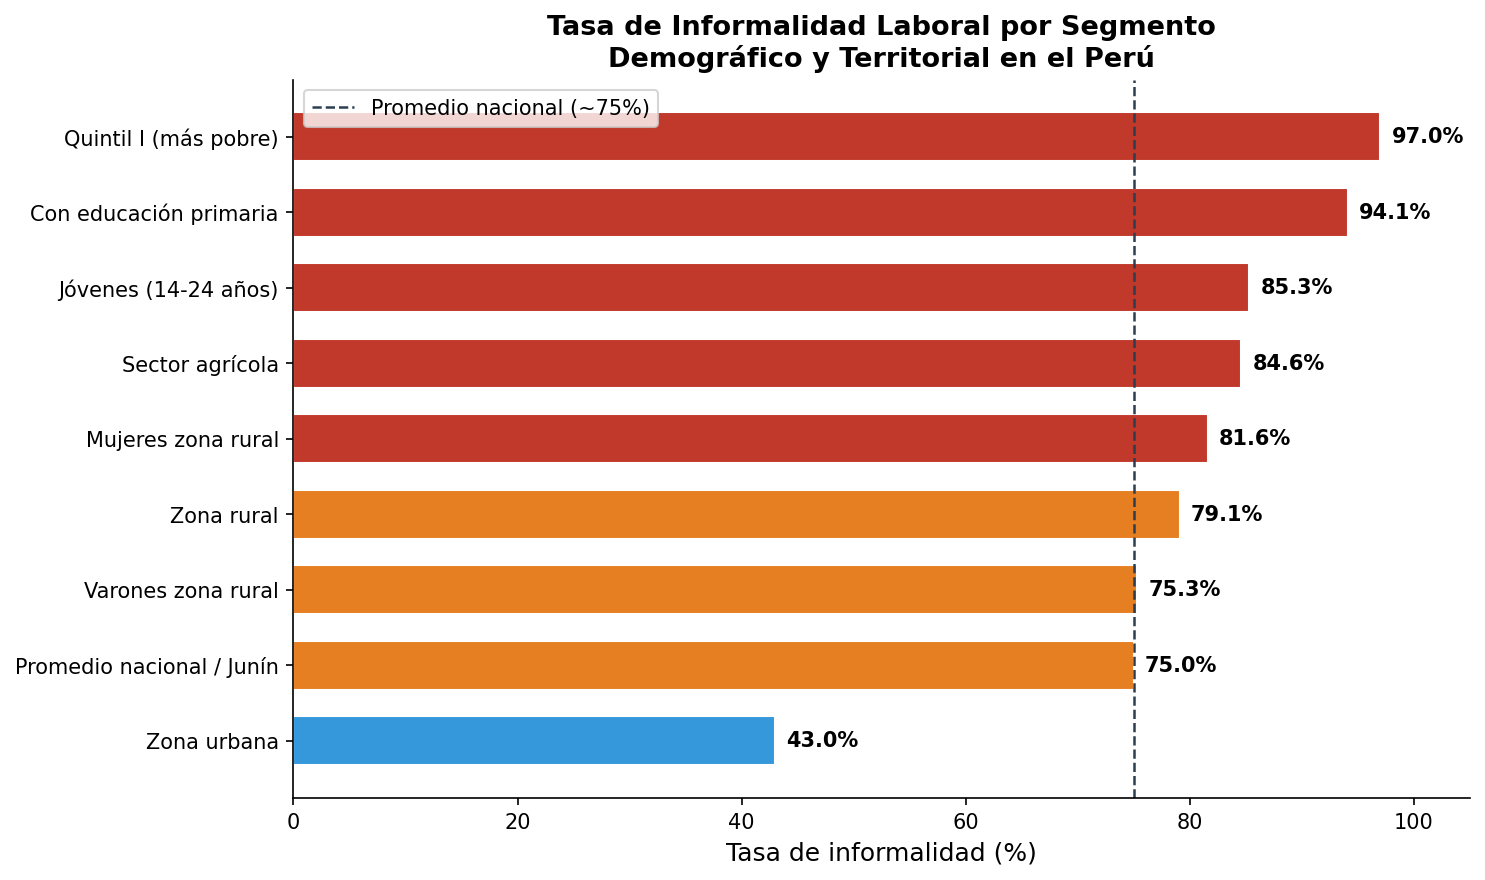 Tasa de Informalidad Laboral por Segmento
Demográfico y Territorial en el Perú
Promedio nacional (~75%)
Quintil I (más pobre)
97.0%
Con educación primaria
94.1%
Jóvenes (14-24 años)
85.3%
Sector agrícola
84.6%
Mujeres zona rural
81.6%
Zona rural
79.1%
Varones zona rural
75.3%
Promedio nacional / Junín
75.0%
Zona urbana
43.0%
0 20 40 60 80 100
Tasa de informalidad (%)